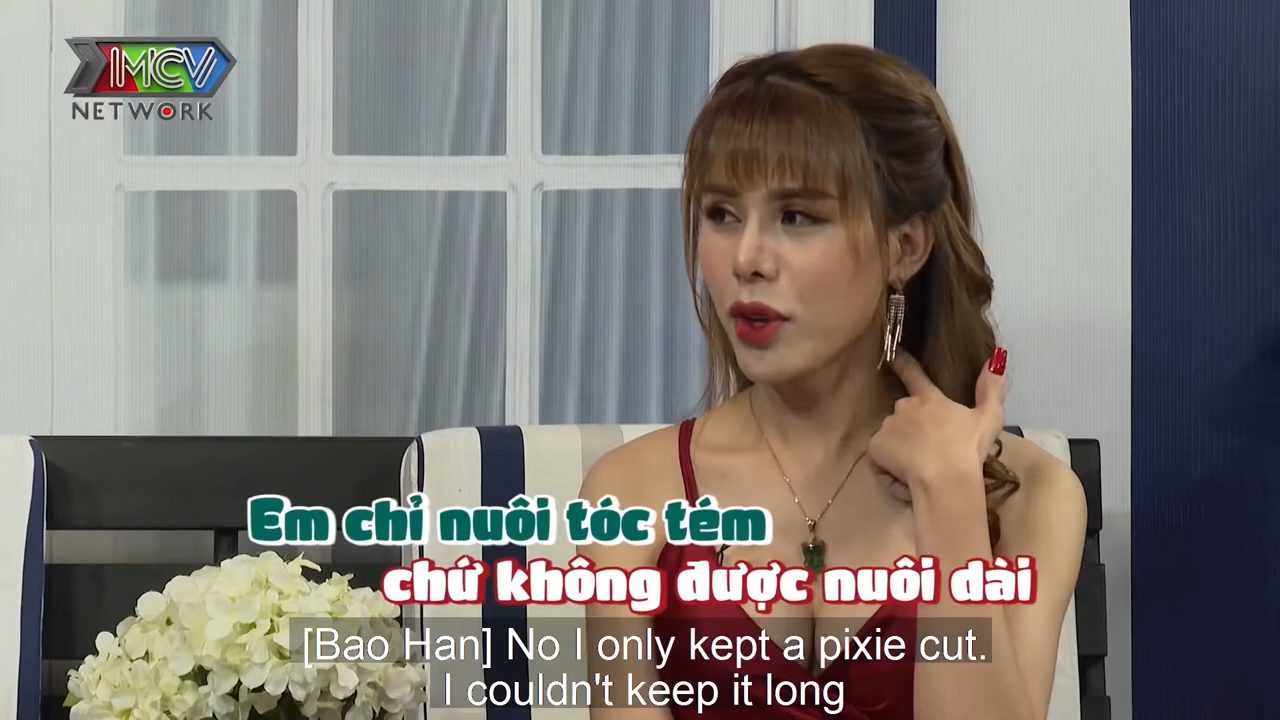 MCV
NETWORK
Em chỉ nuôi tóc tém
chứ không được nuôi dài
[Bao Han] No I only kept a pixie cut.
I couldn't keep it long